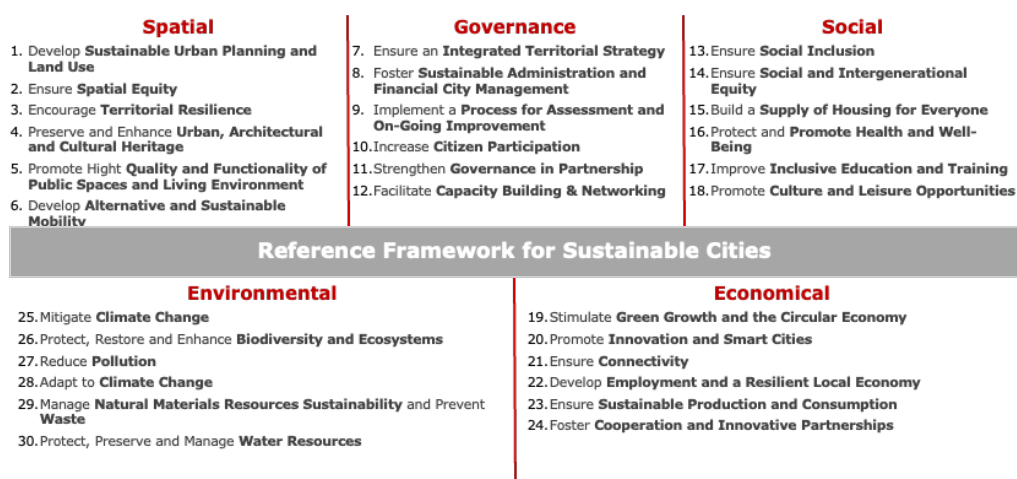 Spatial
1. Develop Sustainable Urban Planning and
Land Use
2. Ensure Spatial Equity
3. Encourage Territorial Resilience
4. Preserve and Enhance Urban, Architectural
and Cultural Heritage
5. Promote Hight Quality and Functionality of
Public Spaces and Living Environment
6. Develop Alternative and Sustainable
Mobility
Governance
7. Ensure an Integrated Territorial Strategy
8. Foster Sustainable Administration and
Financial City Management
9. Implement a Process for Assessment and
On-Going Improvement
10. Increase Citizen Participation
11. Strengthen Governance in Partnership
12. Facilitate Capacity Building & Networking
Social
13. Ensure Social Inclusion
14. Ensure Social and Intergenerational
Equity
15. Build a Supply of Housing for Everyone
16. Protect and Promote Health and Well-
Being
17. Improve Inclusive Education and Training
18. Promote Culture and Leisure Opportunities
Reference Framework for Sustainable Cities
Environmental
25. Mitigate Climate Change
26. Protect, Restore and Enhance Biodiversity and Ecosystems
27. Reduce Pollution
28. Adapt to Climate Change
29. Manage Natural Materials Resources Sustainability and Prevent
Waste
30. Protect, Preserve and Manage Water Resources
Economical
19. Stimulate Green Growth and the Circular Economy
20. Promote Innovation and Smart Cities
21. Ensure Connectivity
22. Develop Employment and a Resilient Local Economy
23. Ensure Sustainable Production and Consumption
24. Foster Cooperation and Innovative Partnerships